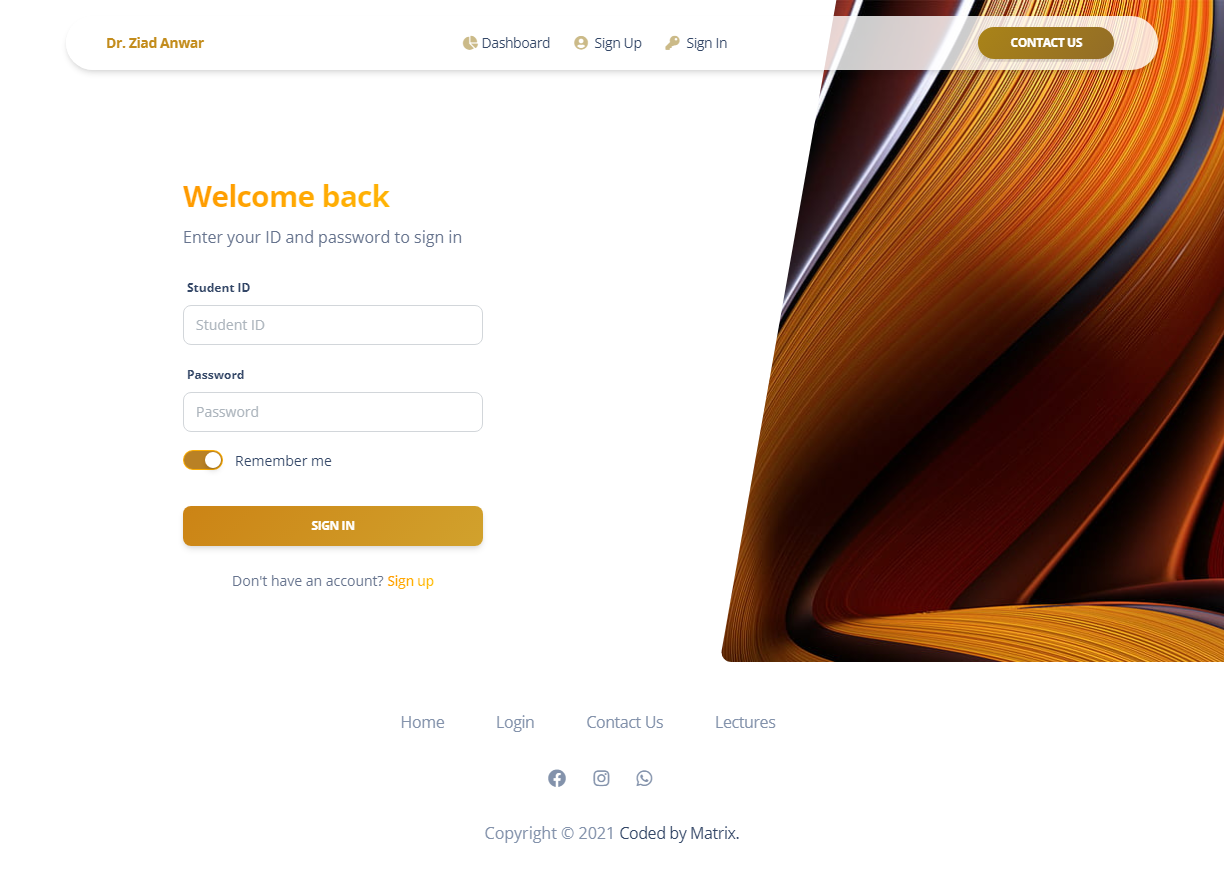 Dr. Ziad Anwar
Dashboard Sign Up Sign In
CONTACT US
Welcome back
Enter your ID and password to sign in
Student ID
Student ID
Password
Password
Remember me
SIGN IN
Don't have an account? Sign up
Home Login Contact Us Lectures
Copyright © 2021 Coded by Matrix.